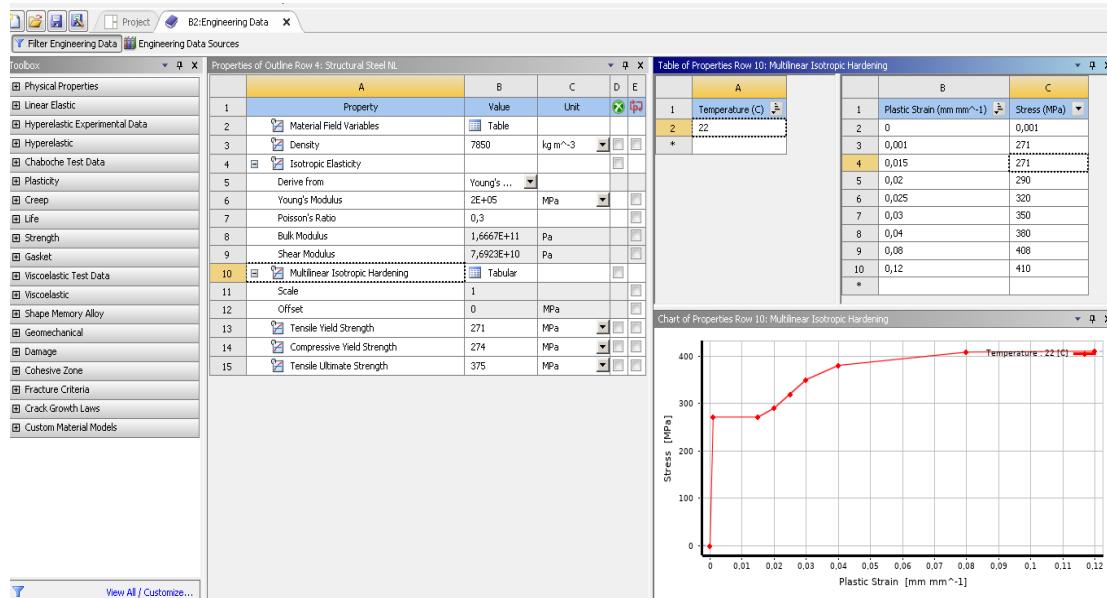 Project
B2:Engineering Data X
Filter Engineering Data
Engineering Data Sources
Toolbox
Physical Properties
Linear Elastic
Hyperelastic Experimental Data
Hyperelastic
Chaboche Test Data
Plasticity
Creep
Life
Strength
Gasket
Viscoelastic Test Data
Viscoelastic
Shape Memory Alloy
Geomechanical
Damage
Cohesive Zone
Fracture Criteria
Crack Growth Laws
Custom Material Models
View All / Customize...
Properties of Outline Row 4: Structural Steel NL
A B C D E
1 Property Value Unit
2 Material Field Variables Table
3 Density 7850 kg m^-3
4 Isotropic Elasticity
5 Derive from Young's ...
6 Young's Modulus 2E+05 MPa
7 Poisson's Ratio 0,3
8 Bulk Modulus 1,6667E+11 Pa
9 Shear Modulus 7,6923E+10 Pa
10 Multilinear Isotropic Hardening Tabular
11 Scale 1
12 Offset 0 MPa
13 Tensile Yield Strength 271 MPa
14 Compressive Yield Strength 274 MPa
15 Tensile Ultimate Strength 375 MPa
Table of Properties Row 10: Multilinear Isotropic Hardening
A
1 Temperature (C)
2 22
*
B C
1 Plastic Strain (mm mm^-1) Stress (MPa)
2 0 0,001
3 0,001 271
4 0,015 271
5 0,02 290
6 0,025 320
7 0,03 350
8 0,04 380
9 0,08 408
10 0,12 410
*
Chart of Properties Row 10: Multilinear Isotropic Hardening
Temperature : 22 [C]
400
300
200
100
0
Stress [MPa]
0 0,01 0,02 0,03 0,04 0,05 0,06 0,07 0,08 0,09 0,1 0,11 0,12
Plastic Strain [mm mm^-1]